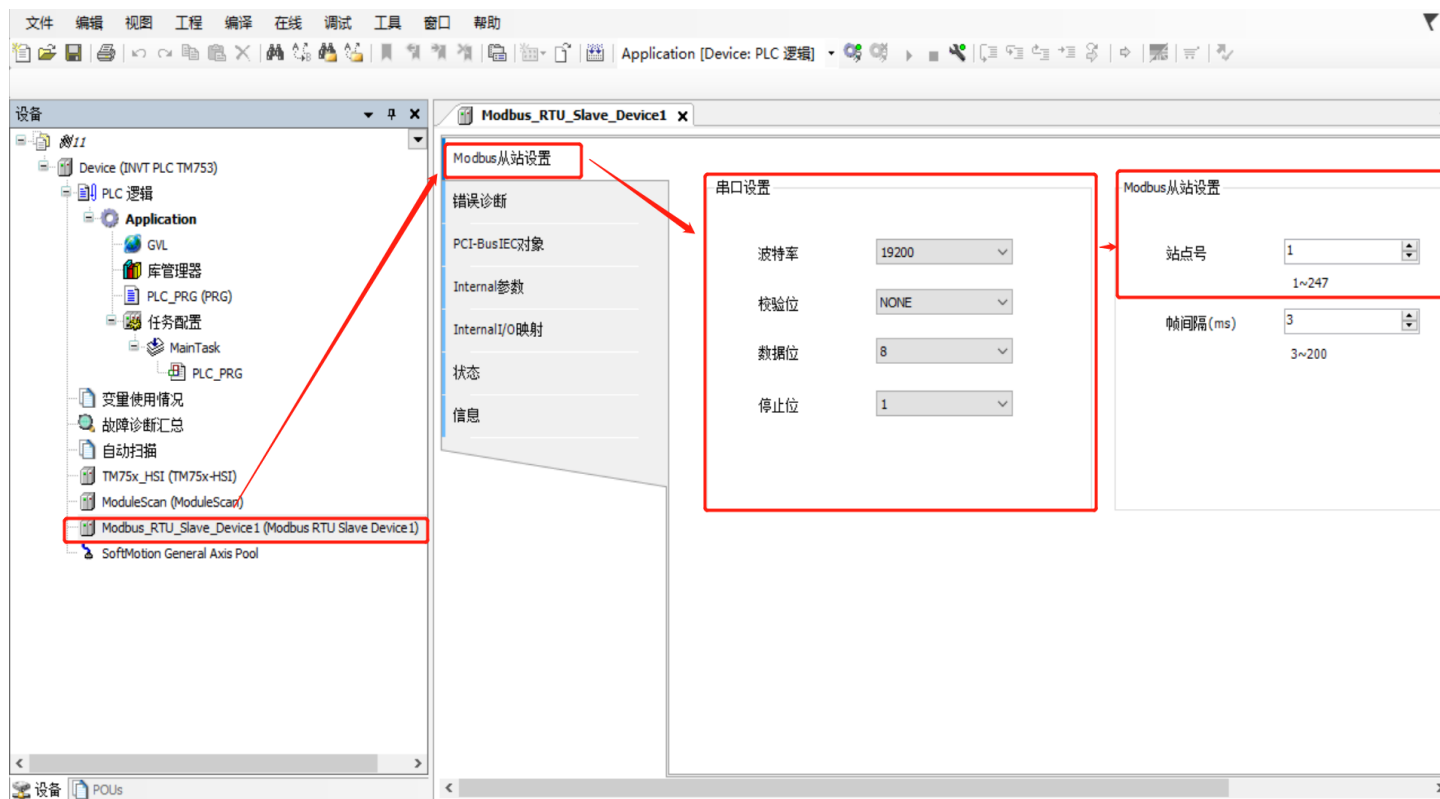 文件 编辑 视图 工程 编译 在线 调试 工具 窗口 帮助
Application [Device: PLC 逻辑]
设备
Modbus_RTU_Slave_Device1
Device (INVT PLC TM753)
PLC 逻辑
Application
GVL
库管理器
PLC_PRG (PRG)
任务配置
MainTask
PLC_PRG
变量使用情况
故障诊断汇总
自动扫描
TM75x_HSI (TM75x-HSI)
ModuleScan (ModuleScan)
Modbus_RTU_Slave_Device1 (Modbus RTU Slave Device1)
SoftMotion General Axis Pool
设备 POUs
Modbus从站设置
错误诊断
PCI-BusIEC对象
Internal参数
InternalI/O映射
状态
信息
串口设置
波特率 19200
校验位 NONE
数据位 8
停止位 1
Modbus从站设置
站点号 1
1~247
帧间隔(ms) 3
3~200